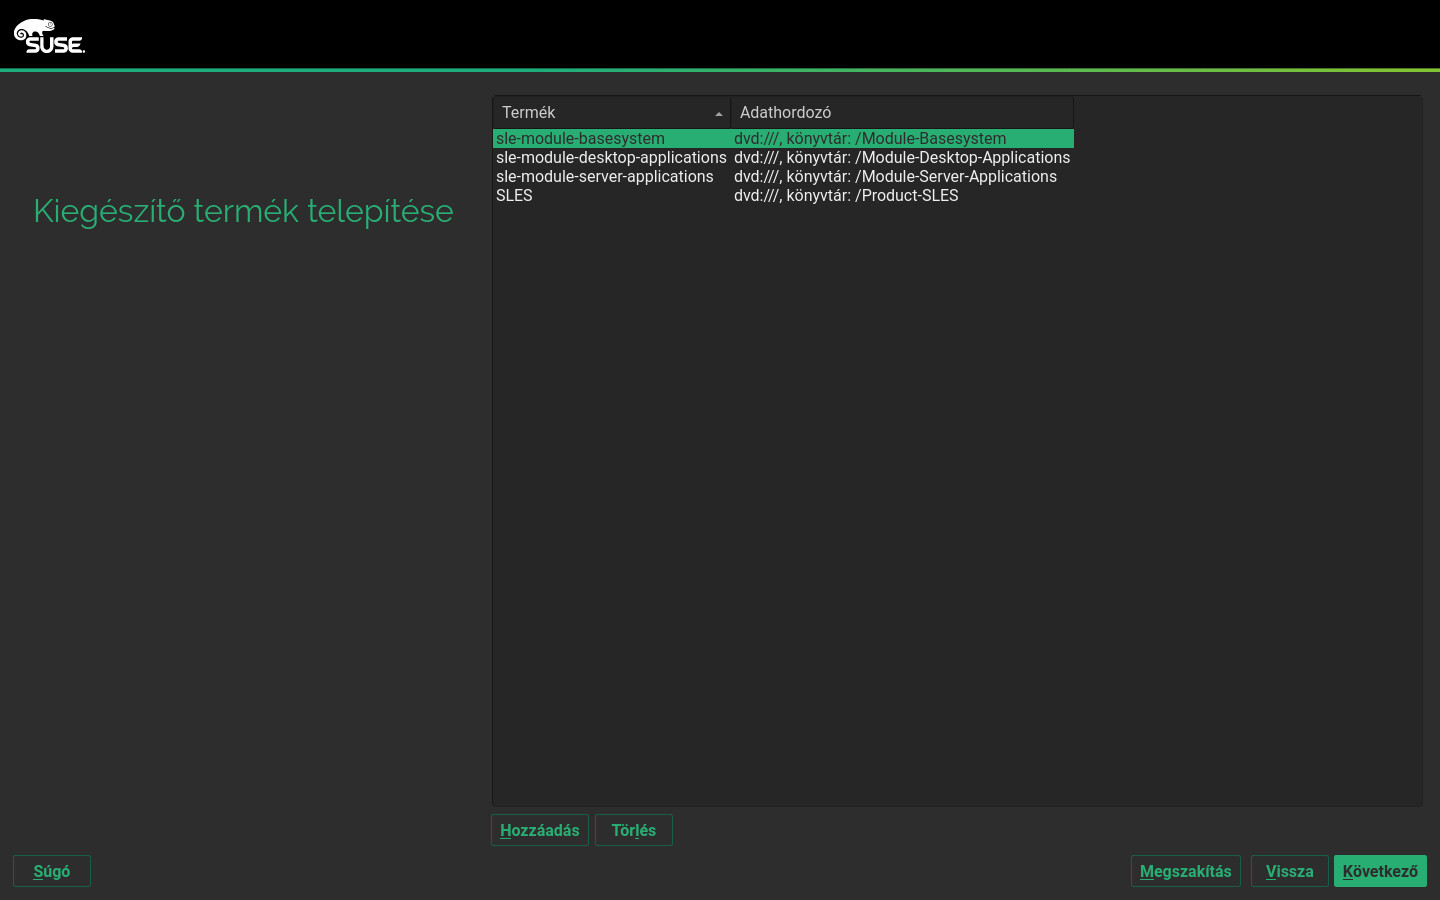 SUSE
Kiegészítő termék telepítése
Termék Adathordozó
sle-module-basesystem dvd:///, könyvtár: /Module-Basesystem
sle-module-desktop-applications dvd:///, könyvtár: /Module-Desktop-Applications
sle-module-server-applications dvd:///, könyvtár: /Module-Server-Applications
SLES dvd:///, könyvtár: /Product-SLES
Hozzáadás Törlés
Súgó Megszakítás Vissza Következő